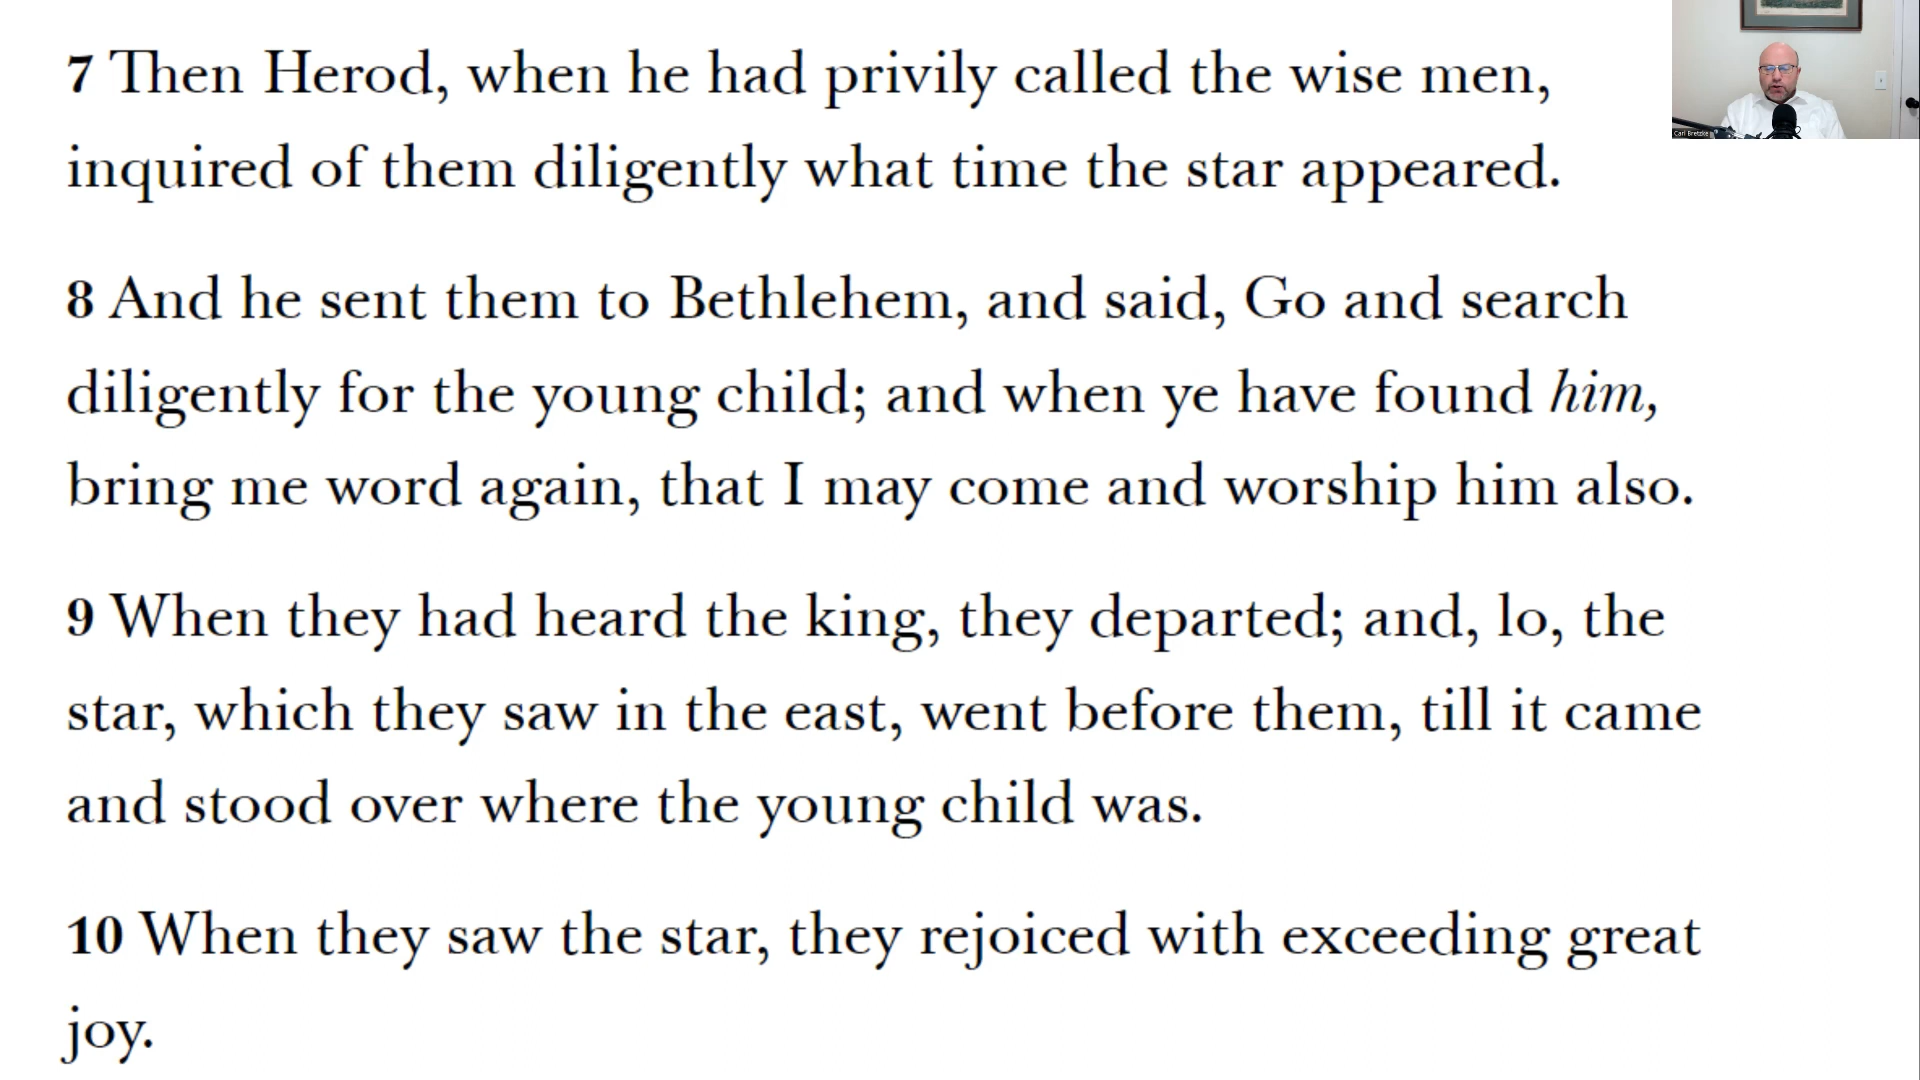 7 Then Herod, when he had privily called the wise men,
inquired of them diligently what time the star appeared.
8 And he sent them to Bethlehem, and said, Go and search
diligently for the young child; and when ye have found him,
bring me word again, that I may come and worship him also.
9 When they had heard the king, they departed; and, lo, the
star, which they saw in the east, went before them, till it came
and stood over where the young child was.
10 When they saw the star, they rejoiced with exceeding great
joy.
Carl Bretzke